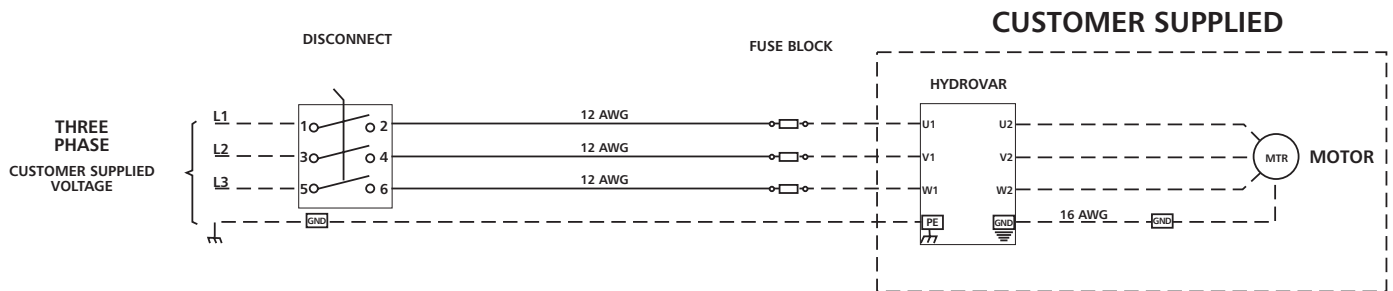 CUSTOMER SUPPLIED
DISCONNECT
FUSE BLOCK
HYDROVAR
THREE
PHASE
CUSTOMER SUPPLIED
VOLTAGE
L1
1 2
12 AWG
U1 U2
L2
3 4
12 AWG
V1 V2
MTR
MOTOR
L3
5 6
12 AWG
W1 W2
GND
PE
GND
16 AWG
GND